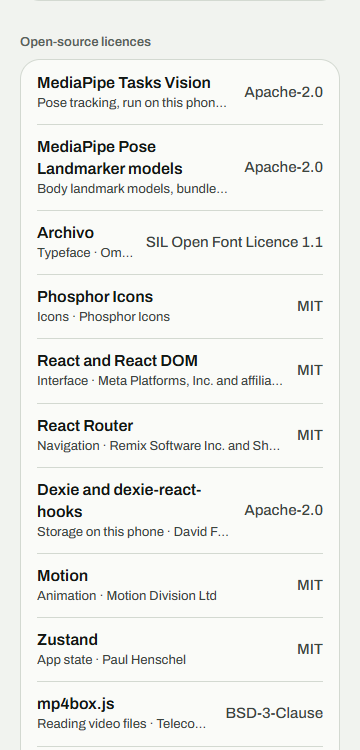 Open-source licences
MediaPipe Tasks Vision
Pose tracking, run on this phon...
Apache-2.0
MediaPipe Pose
Landmarker models
Body landmark models, bundle...
Apache-2.0
Archivo
Typeface · Om...
SIL Open Font Licence 1.1
Phosphor Icons
Icons · Phosphor Icons
MIT
React and React DOM
Interface · Meta Platforms, Inc. and affilia...
MIT
React Router
Navigation · Remix Software Inc. and Sh...
MIT
Dexie and dexie-react-
hooks
Storage on this phone · David F...
Apache-2.0
Motion
Animation · Motion Division Ltd
MIT
Zustand
App state · Paul Henschel
MIT
mp4box.js
Reading video files · Teleco...
BSD-3-Clause